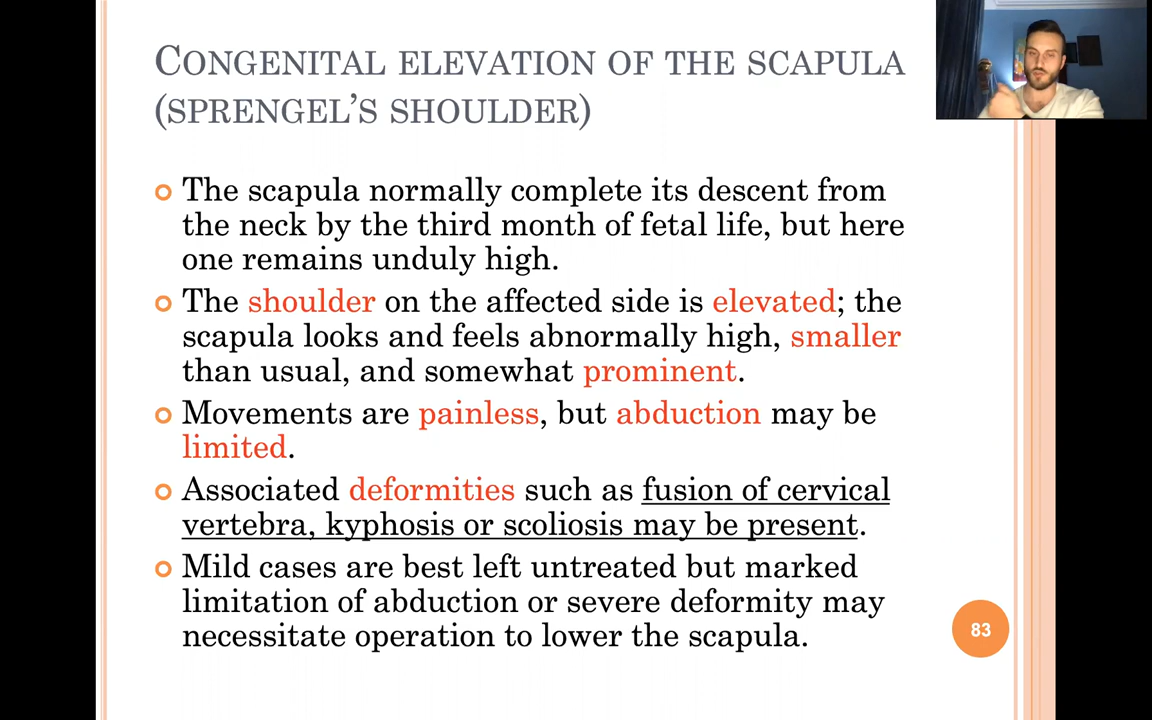 CONGENITAL ELEVATION OF THE SCAPULA
(SPRENGEL'S SHOULDER)
The scapula normally complete its descent from
the neck by the third month of fetal life, but here
one remains unduly high.
The shoulder on the affected side is elevated; the
scapula looks and feels abnormally high, smaller
than usual, and somewhat prominent.
Movements are painless, but abduction may be
limited.
Associated deformities such as fusion of cervical
vertebra, kyphosis or scoliosis may be present.
Mild cases are best left untreated but marked
limitation of abduction or severe deformity may
necessitate operation to lower the scapula.
83